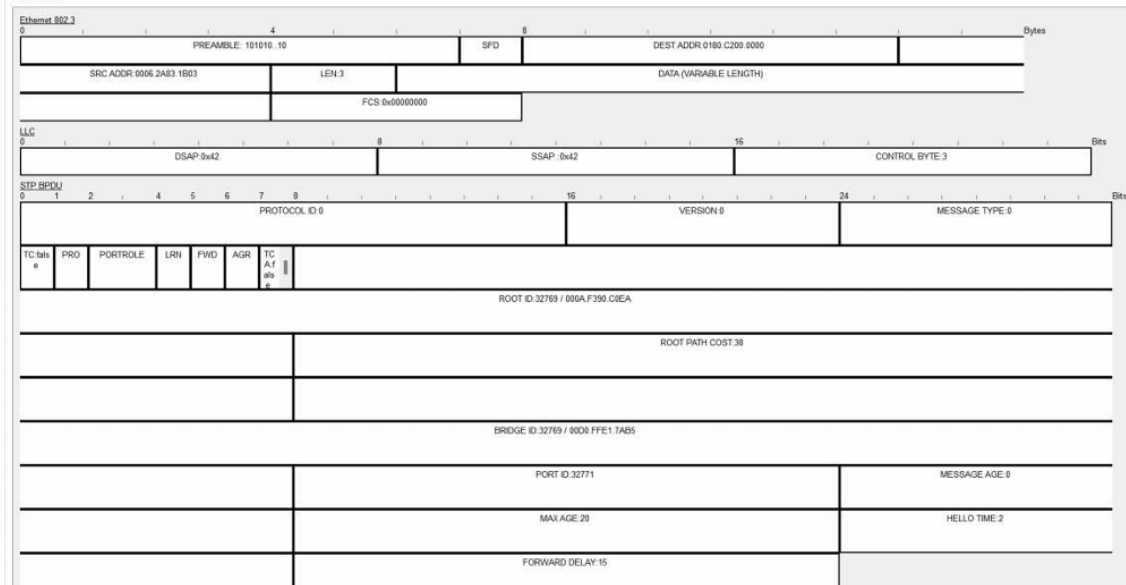 Ethernet 802.3
0 4 8 Bytes
PREAMBLE: 101010..10 SFD DEST ADDR:0180.C200.0000
SRC ADDR:0006.2A83.1B03 LEN:3 DATA (VARIABLE LENGTH)
FCS:0x00000000
LLC
0 8 16 Bits
DSAP:0x42 SSAP:0x42 CONTROL BYTE:3
STP BPDU
0 1 2 4 5 6 7 8 16 24 Bits
PROTOCOL ID:0 VERSION:0 MESSAGE TYPE:0
TC:fals PRO PORTROLE LRN FWD AGR TC
e A:f
als
e
ROOT ID:32769 / 000A.F390.C0EA
ROOT PATH COST:38
BRIDGE ID:32769 / 00D0.FFE1.7AB5
PORT ID:32771 MESSAGE AGE:0
MAX AGE:20 HELLO TIME:2
FORWARD DELAY:15